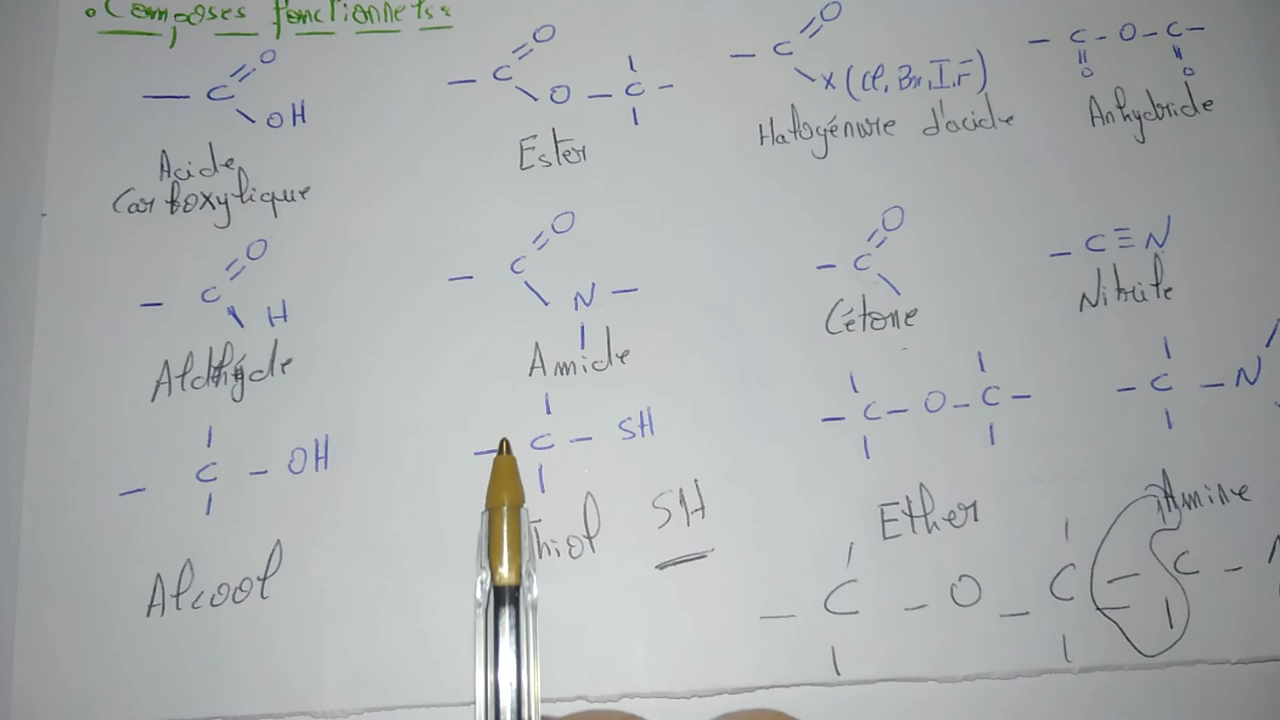 • Composés fonctionnels:
O
— C
OH
Acide
Carboxylique
O
— C
O — C —
Ester
O
— C
X (Cl, Br, I, F)
Halogénure d'acide
— C - O - C —
O O
Anhydride
O
— C
H
Aldéhyde
O
— C
N —
Amide
O
— C
Cétone
— C ≡ N
Nitrile
— C — OH
Alcool
— C — SH
Thiol SH
— C — O — C —
Ether
— C — N
Amine
— C — O — C — C —